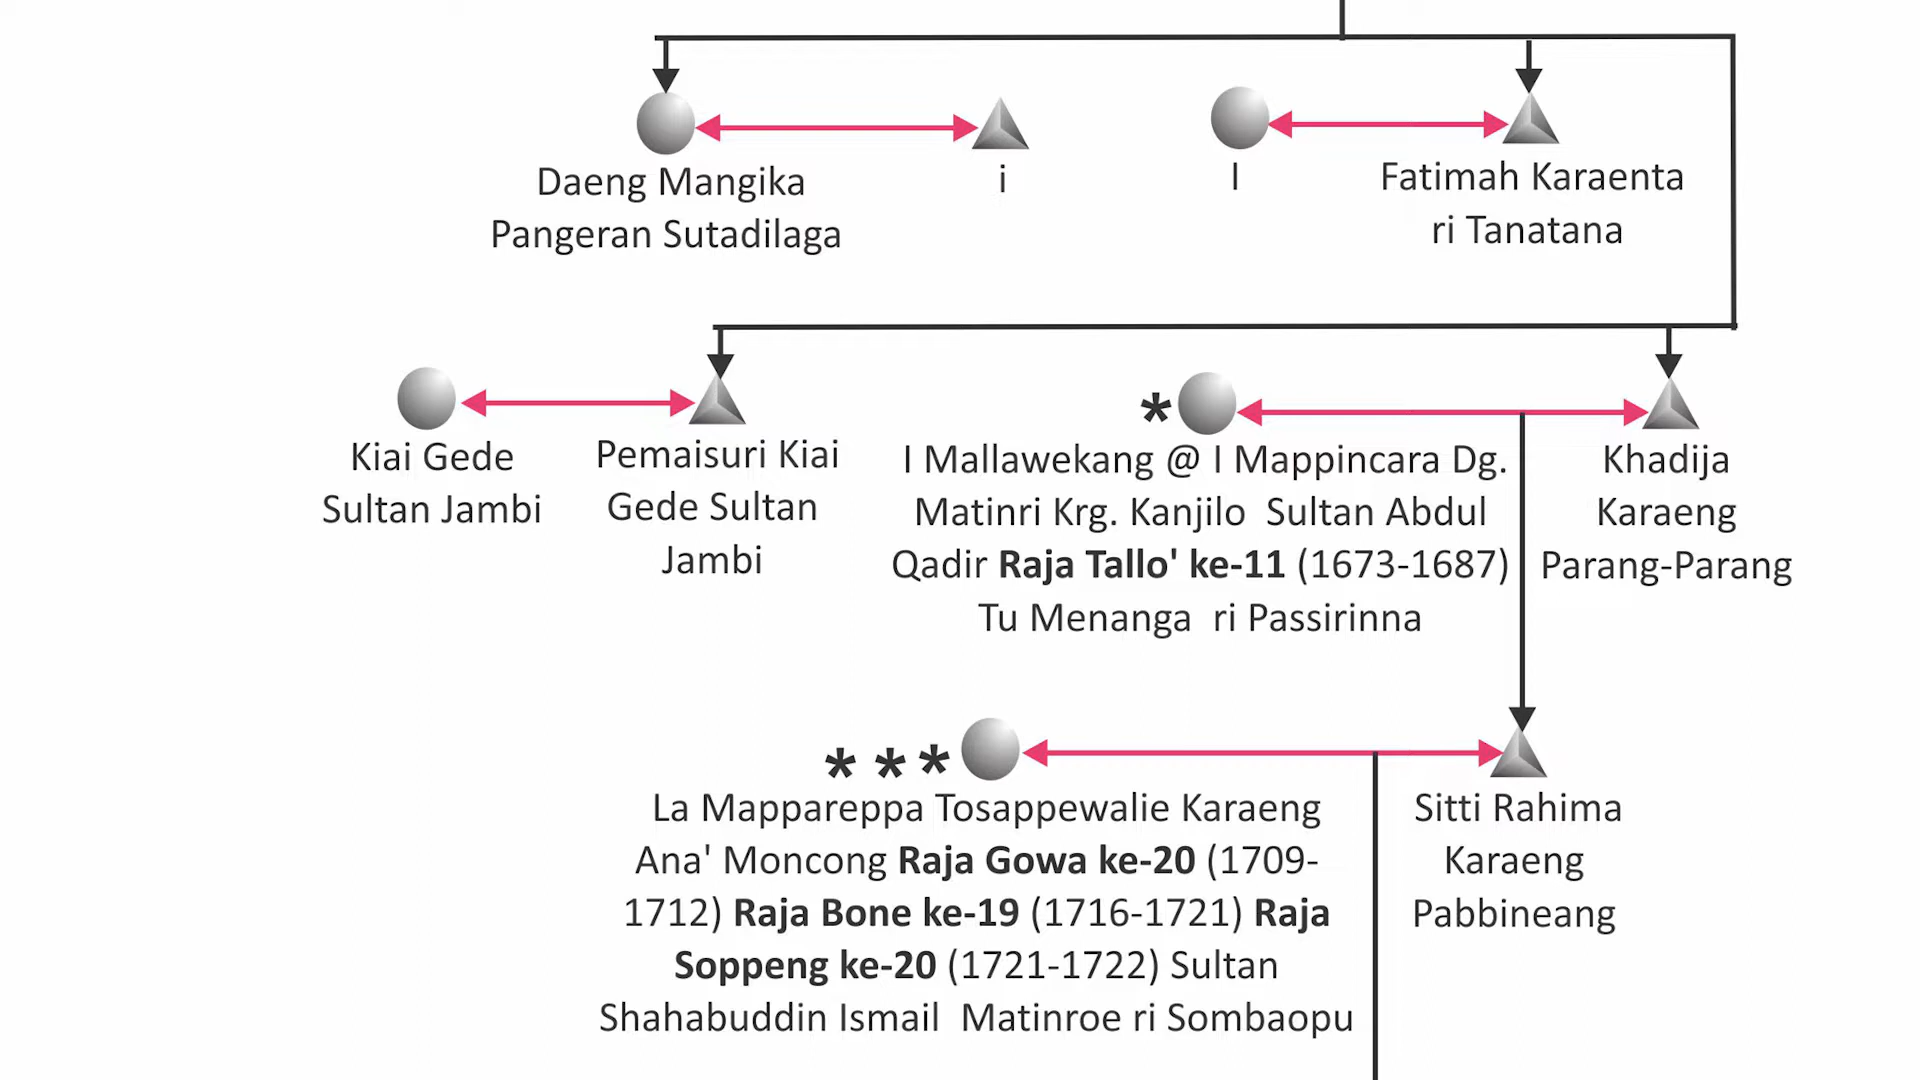 Daeng Mangika
Pangeran Sutadilaga
i
I
Fatimah Karaenta
ri Tanatana
Kiai Gede
Sultan Jambi
Pemaisuri Kiai
Gede Sultan
Jambi
*
I Mallawekang @ I Mappincara Dg.
Matinri Krg. Kanjilo Sultan Abdul
Qadir Raja Tallo' ke-11 (1673-1687)
Tu Menanga ri Passirinna
Khadija
Karaeng
Parang-Parang
* * *
La Mappareppa Tosappewalie Karaeng
Ana' Moncong Raja Gowa ke-20 (1709-
1712) Raja Bone ke-19 (1716-1721) Raja
Soppeng ke-20 (1721-1722) Sultan
Shahabuddin Ismail Matinroe ri Sombaopu
Sitti Rahima
Karaeng
Pabbineang